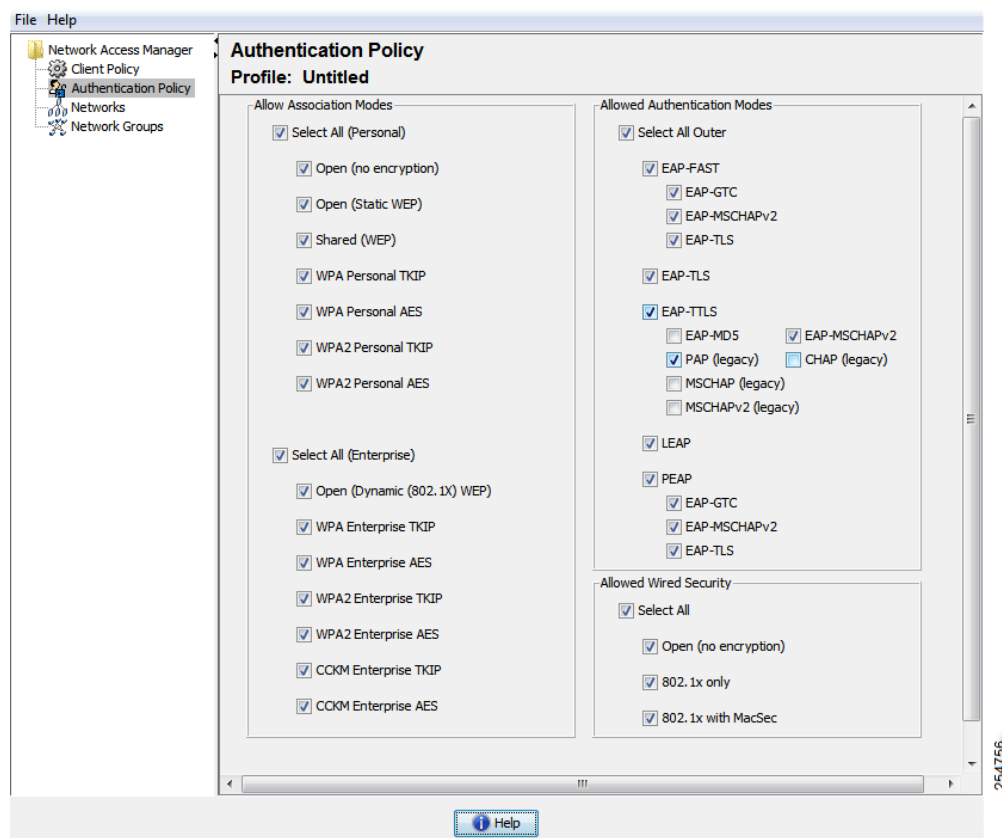 File Help
Network Access Manager
Client Policy
Authentication Policy
Networks
Network Groups
Authentication Policy
Profile: Untitled
Allow Association Modes
Select All (Personal)
Open (no encryption)
Open (Static WEP)
Shared (WEP)
WPA Personal TKIP
WPA Personal AES
WPA2 Personal TKIP
WPA2 Personal AES
Select All (Enterprise)
Open (Dynamic (802.1X) WEP)
WPA Enterprise TKIP
WPA Enterprise AES
WPA2 Enterprise TKIP
WPA2 Enterprise AES
CCKM Enterprise TKIP
CCKM Enterprise AES
Allowed Authentication Modes
Select All Outer
EAP-FAST
EAP-GTC
EAP-MSCHAPv2
EAP-TLS
EAP-TLS
EAP-TTLS
EAP-MD5 EAP-MSCHAPv2
PAP (legacy) CHAP (legacy)
MSCHAP (legacy)
MSCHAPv2 (legacy)
LEAP
PEAP
EAP-GTC
EAP-MSCHAPv2
EAP-TLS
Allowed Wired Security
Select All
Open (no encryption)
802.1x only
802.1x with MacSec
254756
Help